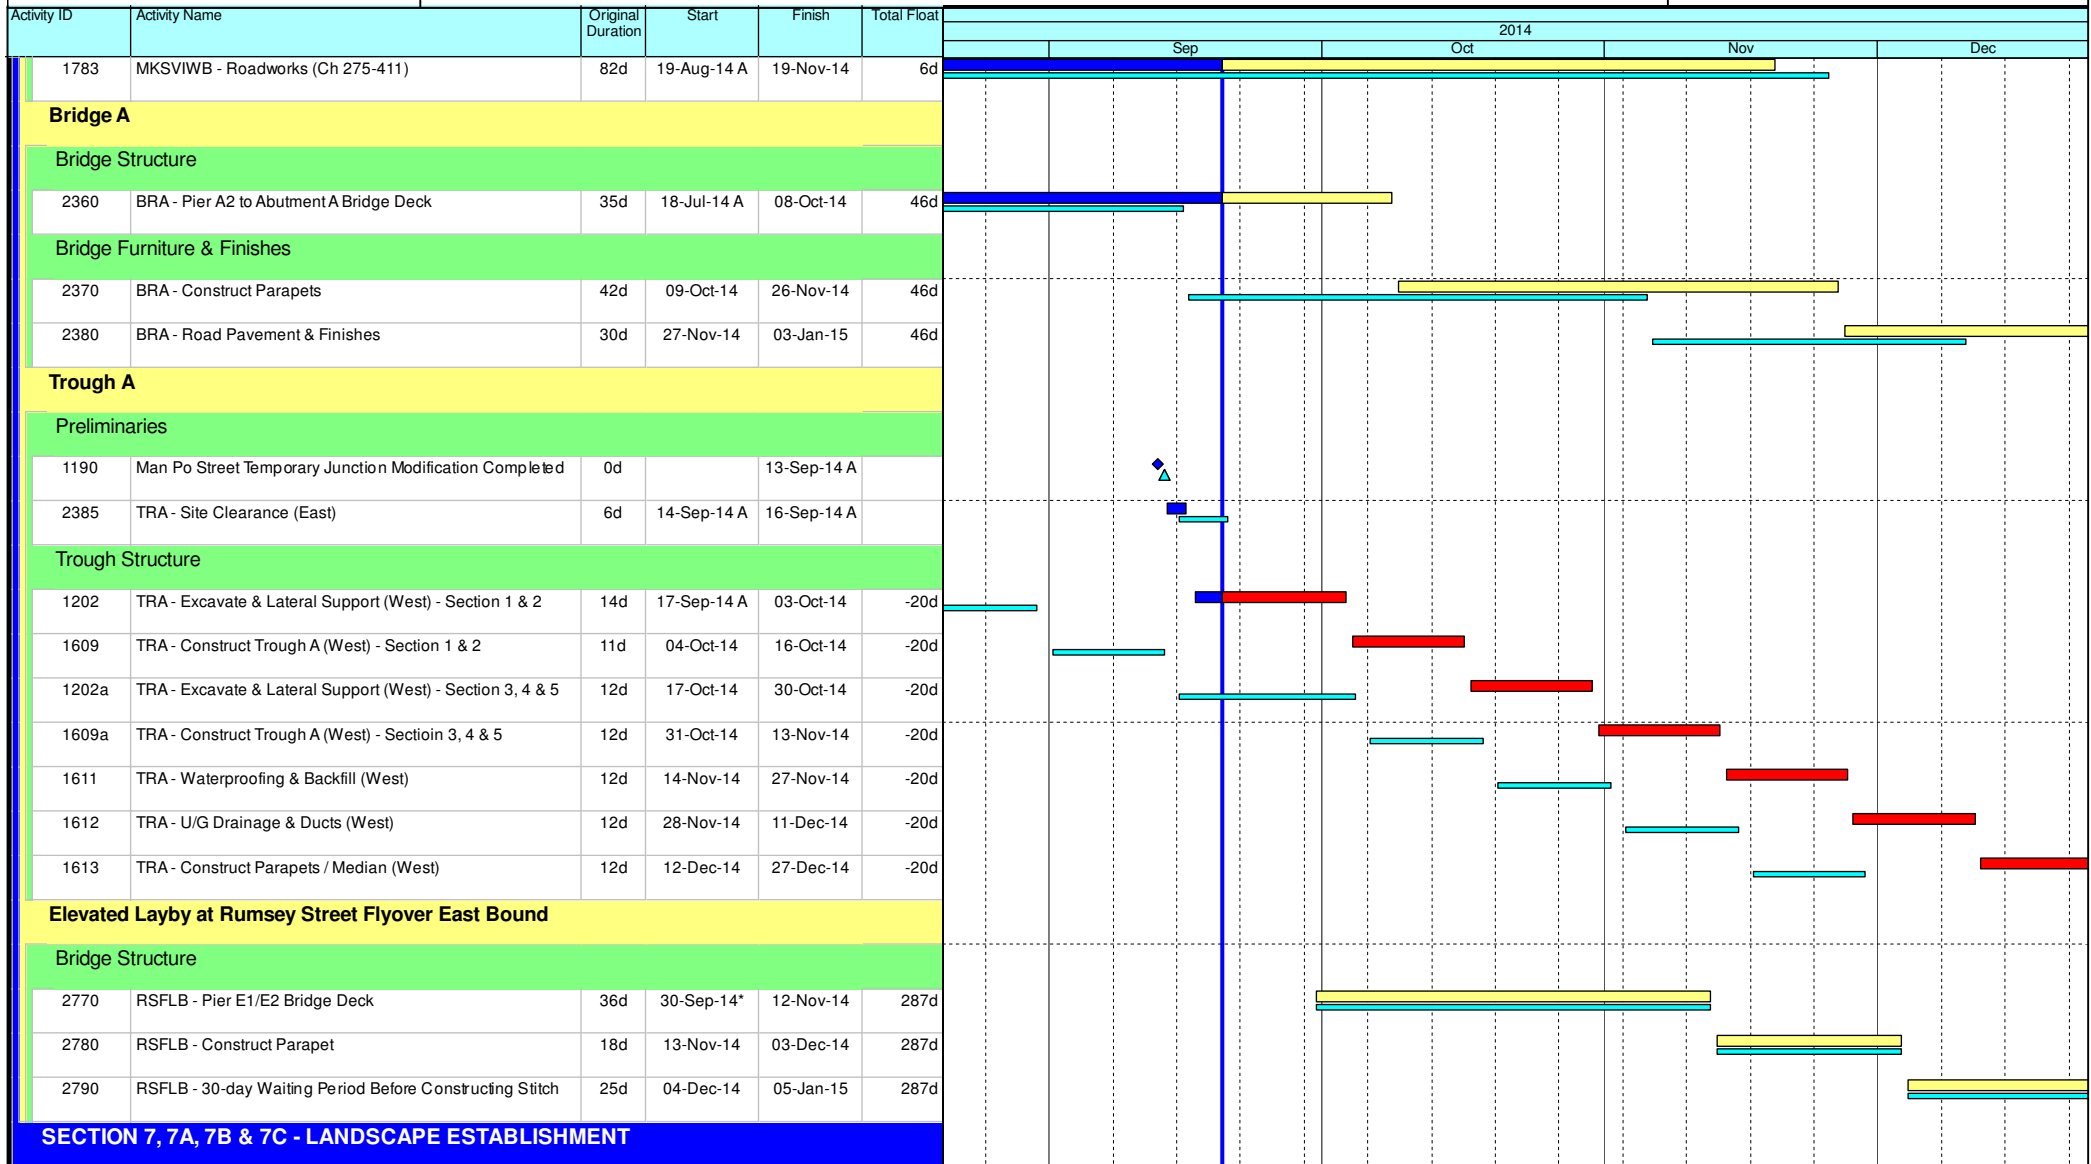 Activity ID Activity Name Original Duration Start Finish Total Float
2014
Sep Oct Nov Dec
1783 MKSVIWB - Roadworks (Ch 275-411) 82d 19-Aug-14 A 19-Nov-14 6d
Bridge A
Bridge Structure
2360 BRA - Pier A2 to Abutment A Bridge Deck 35d 18-Jul-14 A 08-Oct-14 46d
Bridge Furniture & Finishes
2370 BRA - Construct Parapets 42d 09-Oct-14 26-Nov-14 46d
2380 BRA - Road Pavement & Finishes 30d 27-Nov-14 03-Jan-15 46d
Trough A
Preliminaries
1190 Man Po Street Temporary Junction Modification Completed 0d 13-Sep-14 A
2385 TRA - Site Clearance (East) 6d 14-Sep-14 A 16-Sep-14 A
Trough Structure
1202 TRA - Excavate & Lateral Support (West) - Section 1 & 2 14d 17-Sep-14 A 03-Oct-14 -20d
1609 TRA - Construct Trough A (West) - Section 1 & 2 11d 04-Oct-14 16-Oct-14 -20d
1202a TRA - Excavate & Lateral Support (West) - Section 3, 4 & 5 12d 17-Oct-14 30-Oct-14 -20d
1609a TRA - Construct Trough A (West) - Sectioin 3, 4 & 5 12d 31-Oct-14 13-Nov-14 -20d
1611 TRA - Waterproofing & Backfill (West) 12d 14-Nov-14 27-Nov-14 -20d
1612 TRA - U/G Drainage & Ducts (West) 12d 28-Nov-14 11-Dec-14 -20d
1613 TRA - Construct Parapets / Median (West) 12d 12-Dec-14 27-Dec-14 -20d
Elevated Layby at Rumsey Street Flyover East Bound
Bridge Structure
2770 RSFLB - Pier E1/E2 Bridge Deck 36d 30-Sep-14* 12-Nov-14 287d
2780 RSFLB - Construct Parapet 18d 13-Nov-14 03-Dec-14 287d
2790 RSFLB - 30-day Waiting Period Before Constructing Stitch 25d 04-Dec-14 05-Jan-15 287d
SECTION 7, 7A, 7B & 7C - LANDSCAPE ESTABLISHMENT